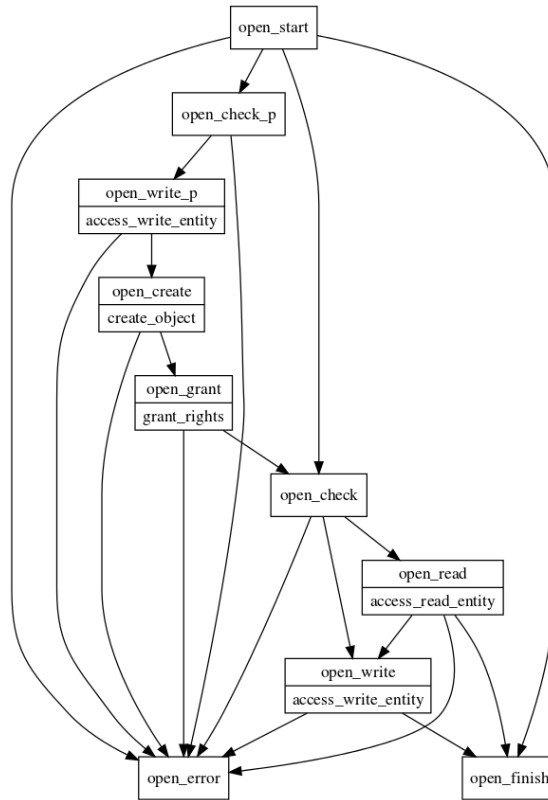 open_start
open_check_p
open_write_p
access_write_entity
open_create
create_object
open_grant
grant_rights
open_check
open_read
access_read_entity
open_write
access_write_entity
open_error
open_finish